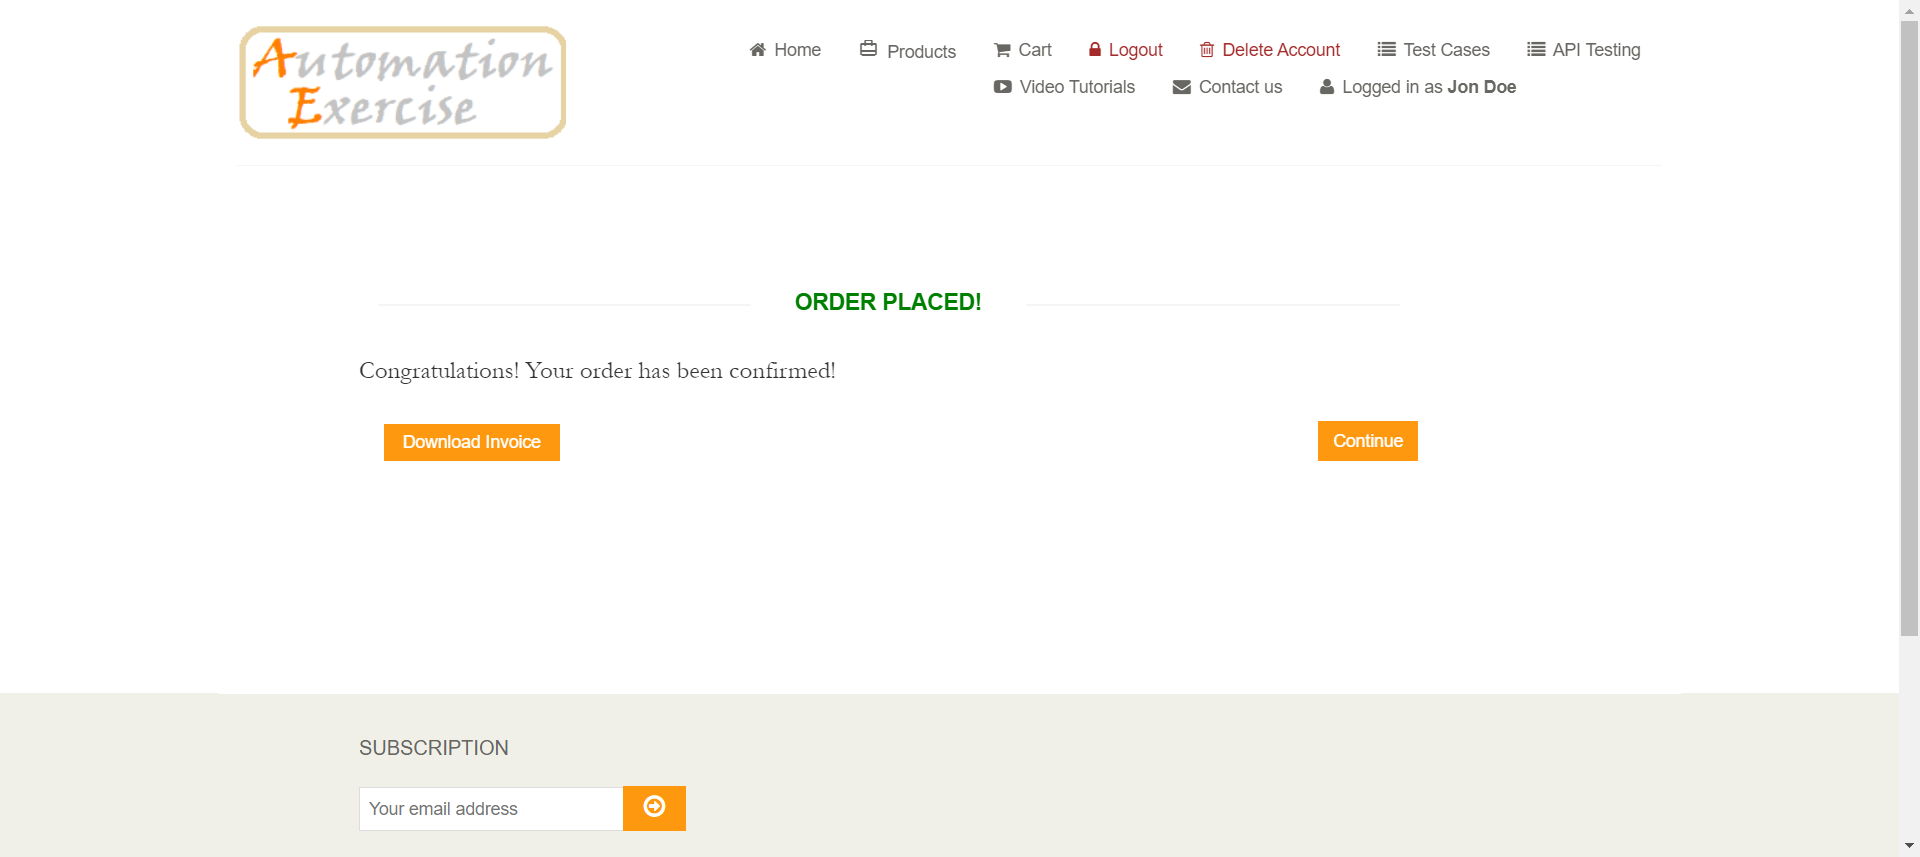 Automation
Exercise
Home Products Cart Logout Delete Account Test Cases API Testing
Video Tutorials Contact us Logged in as Jon Doe
ORDER PLACED!
Congratulations! Your order has been confirmed!
Download Invoice Continue
SUBSCRIPTION
Your email address